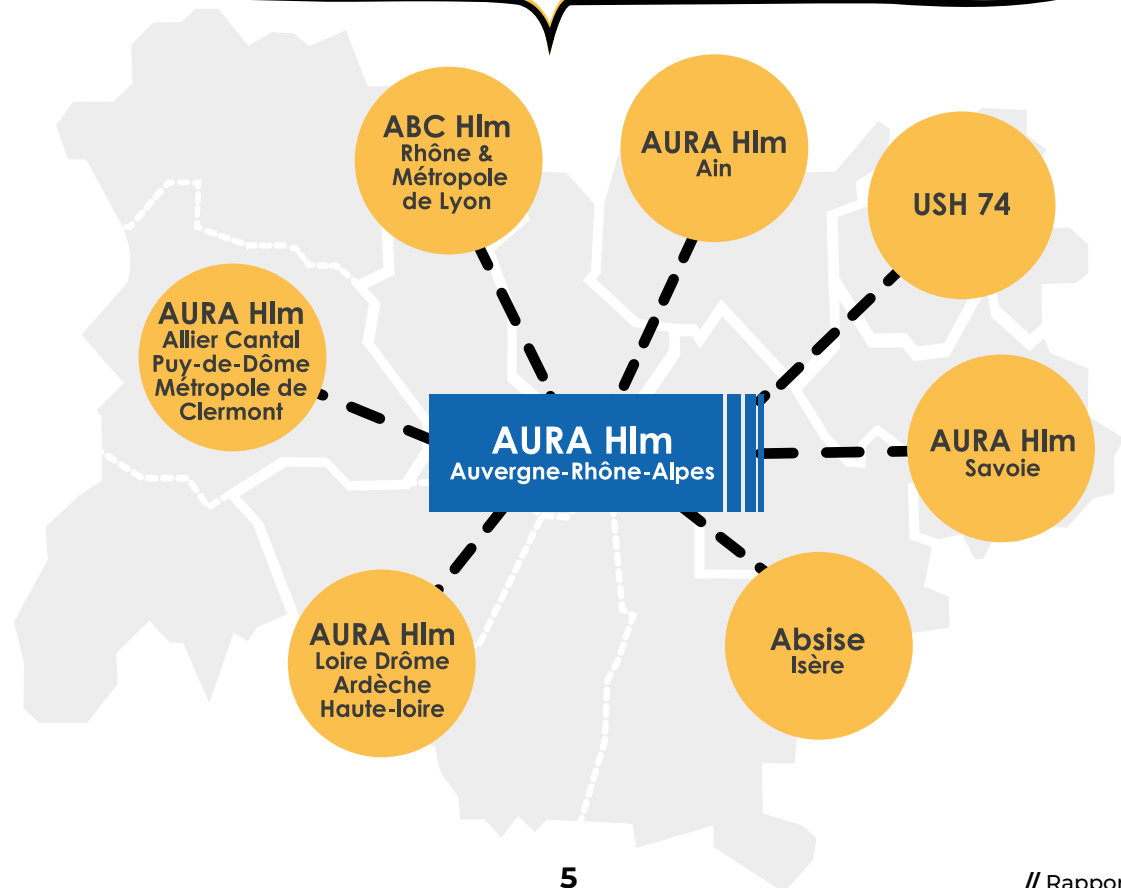 ABC Hlm
Rhône &
Métropole
de Lyon
AURA Hlm
Ain
USH 74
AURA Hlm
Allier Cantal
Puy-de-Dôme
Métropole de
Clermont
AURA Hlm
Auvergne-Rhône-Alpes
AURA Hlm
Savoie
AURA Hlm
Loire Drôme
Ardèche
Haute-loire
Absise
Isère
5
// Rappor